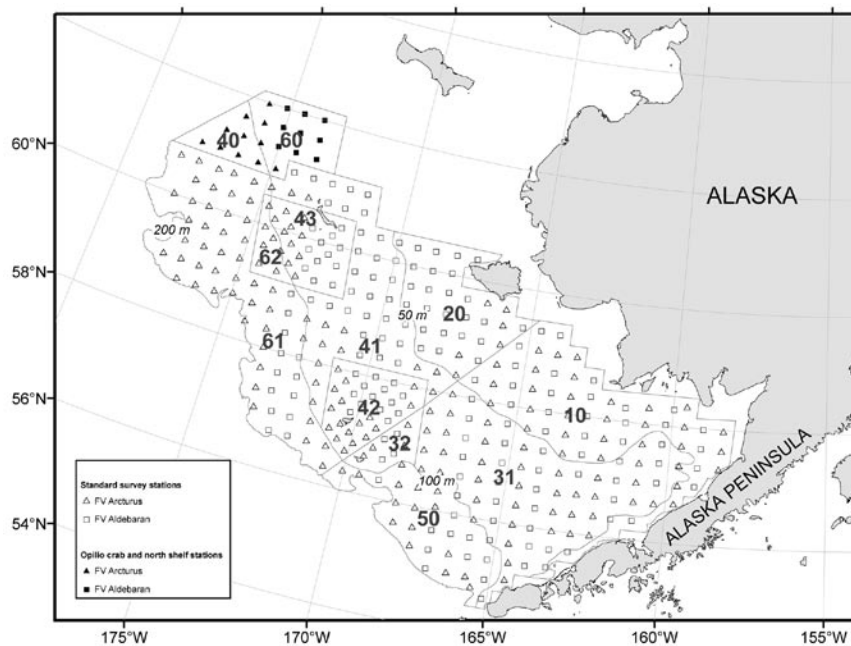 ALASKA
ALASKA PENINSULA
60°N
58°N
56°N
54°N
175°W
170°W
165°W
160°W
155°W
40
60
43
62
200 m
61
41
50 m
20
42
32
10
31
100 m
50
Standard survey stations
FV Arcturus
FV Aldebaran
Opilio crab and north shelf stations
FV Arcturus
FV Aldebaran